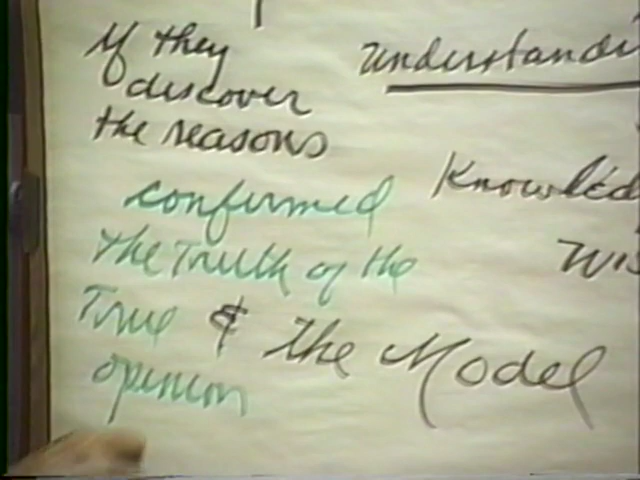 If they
discover
the reasons
understandi
Knowled
Wis
confirmed
the Truth of the
True & the Model
opinion